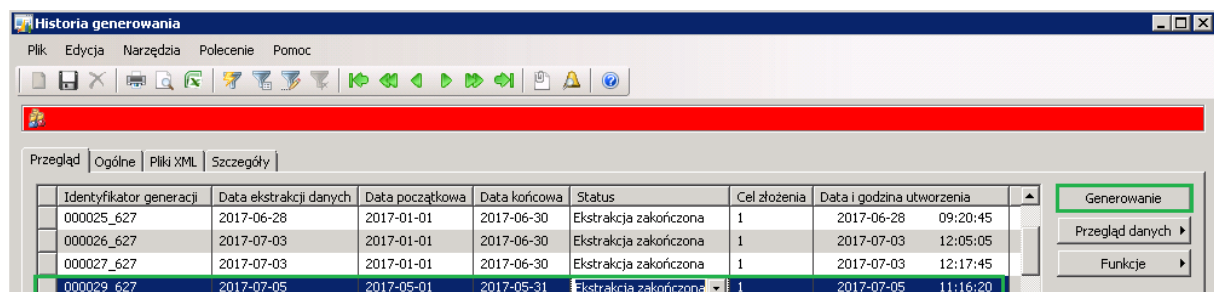 Historia generowania
Plik Edycja Narzędzia Polecenie Pomoc
Przegląd Ogólne Pliki XML Szczegóły
Identyfikator generacji Data ekstrakcji danych Data początkowa Data końcowa Status Cel złożenia Data i godzina utworzenia
Generowanie
000025_627 2017-06-28 2017-01-01 2017-06-30 Ekstrakcja zakończona 1 2017-06-28 09:20:45
Przegląd danych
000026_627 2017-07-03 2017-01-01 2017-06-30 Ekstrakcja zakończona 1 2017-07-03 12:05:05
000027_627 2017-07-03 2017-01-01 2017-06-30 Ekstrakcja zakończona 1 2017-07-03 12:17:45
Funkcje
000029_627 2017-07-05 2017-05-01 2017-05-31 Ekstrakcja zakończona 1 2017-07-05 11:16:20